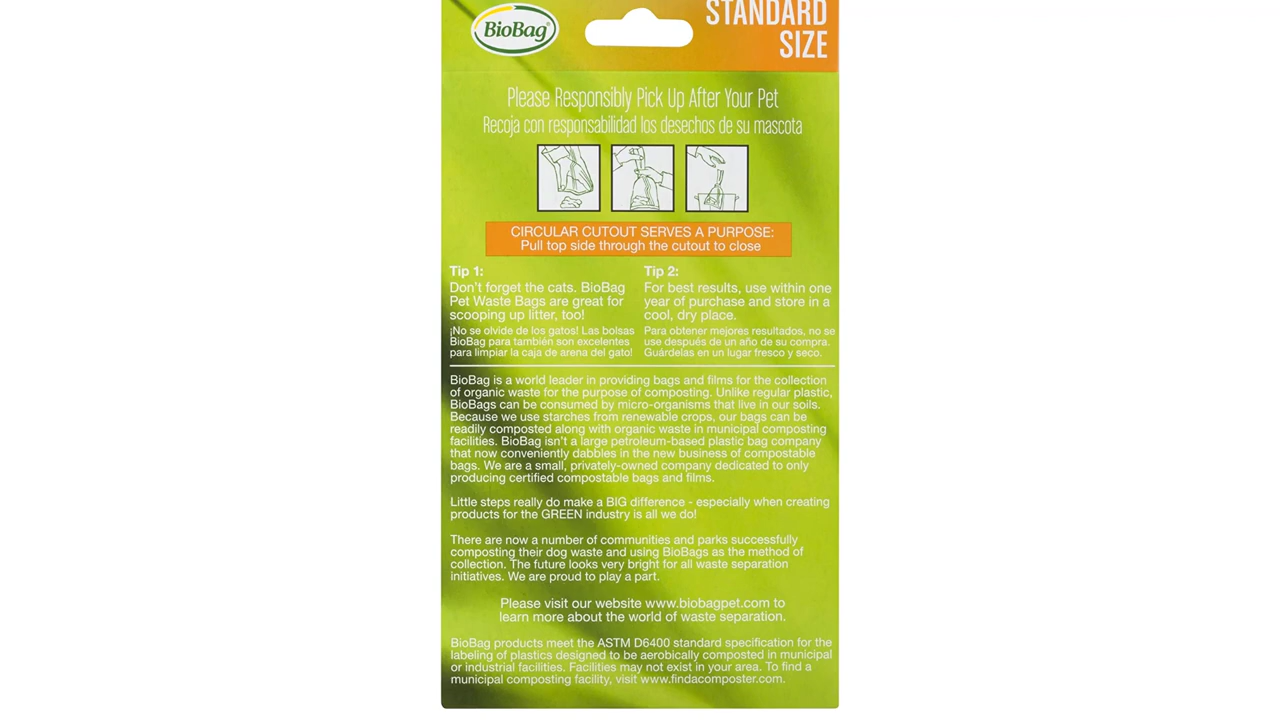 BioBag®
STANDARD
SIZE
Please Responsibly Pick Up After Your Pet
Recoja con responsabilidad los desechos de su mascota
CIRCULAR CUTOUT SERVES A PURPOSE:
Pull top side through the cutout to close
Tip 1:
Don't forget the cats. BioBag
Pet Waste Bags are great for
scooping up litter, too!
¡No se olvide de los gatos! Las bolsas
BioBag para también son excelentes
para limpiar la caja de arena del gato!
Tip 2:
For best results, use within one
year of purchase and store in a
cool, dry place.
Para obtener mejores resultados, no se
use después de un año de su compra.
Guárdelas en un lugar fresco y seco.
BioBag is a world leader in providing bags and films for the collection
of organic waste for the purpose of composting. Unlike regular plastic,
BioBags can be consumed by micro-organisms that live in our soils.
Because we use starches from renewable crops, our bags can be
readily composted along with organic waste in municipal composting
facilities. BioBag isn't a large petroleum-based plastic bag company
that now conveniently dabbles in the new business of compostable
bags. We are a small, privately-owned company dedicated to only
producing certified compostable bags and films.
Little steps really do make a BIG difference - especially when creating
products for the GREEN industry is all we do!
There are now a number of communities and parks successfully
composting their dog waste and using BioBags as the method of
collection. The future looks very bright for all waste separation
initiatives. We are proud to play a part.
Please visit our website www.biobagpet.com to
learn more about the world of waste separation.
BioBag products meet the ASTM D6400 standard specification for the
labeling of plastics designed to be aerobically composted in municipal
or industrial facilities. Facilities may not exist in your area. To find a
municipal composting facility, visit www.findacomposter.com.